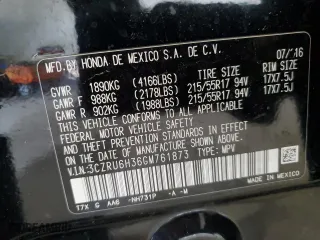 MFD.BY HONDA DE MEXICO S.A. DE C.V. 07/16
GVWR 1890KG (4166LBS) TIRE SIZE RIM SIZE
GAWR F 988KG (2178LBS) 215/55R17 94V 17X7.5J
GAWR R 902KG (1988LBS) 215/55R17 94V 17X7.5J
THIS VEHICLE CONFORMS TO ALL APPLICABLE
FEDERAL MOTOR VEHICLE SAFETY AND
THEFT PREVENTION STANDARDS IN EFFECT ON THE
DATE OF MANUFACTURE SHOWN ABOVE.
V.I.N:3CZRU6H36GM761873 TYPE: MPV
T7X G AA6 -NH731P -A -M
MADE IN MEXICO